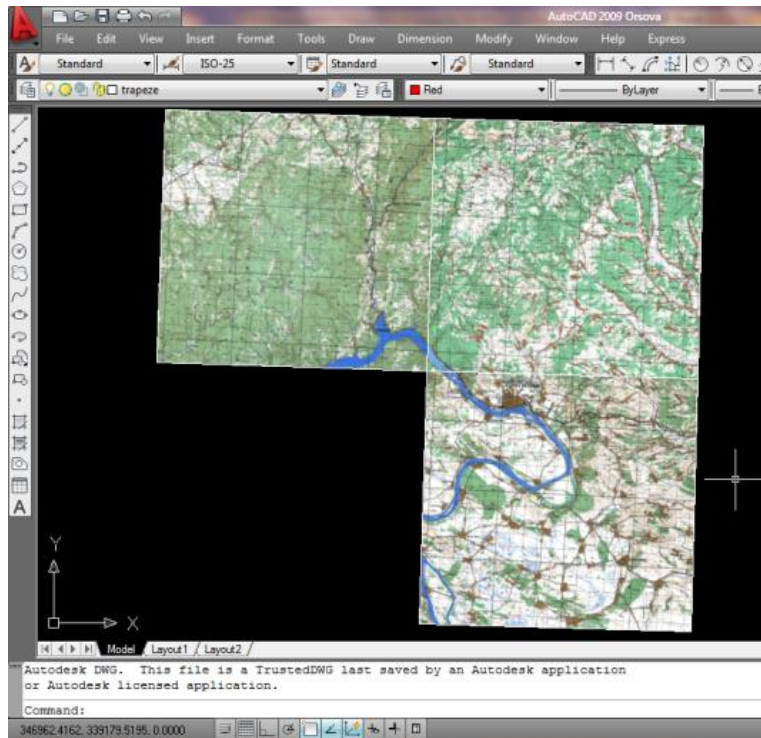 AutoCAD 2009 Orsova
File Edit View Insert Format Tools Draw Dimension Modify Window Help Express
Standard ISO-25 Standard Standard
trapeze Red ByLayer
A
Y
X
Model Layout1 Layout2
Autodesk DWG. This file is a TrustedDWG last saved by an Autodesk application
or Autodesk licensed application.
Command:
346962.4162, 339179.5195, 0.0000